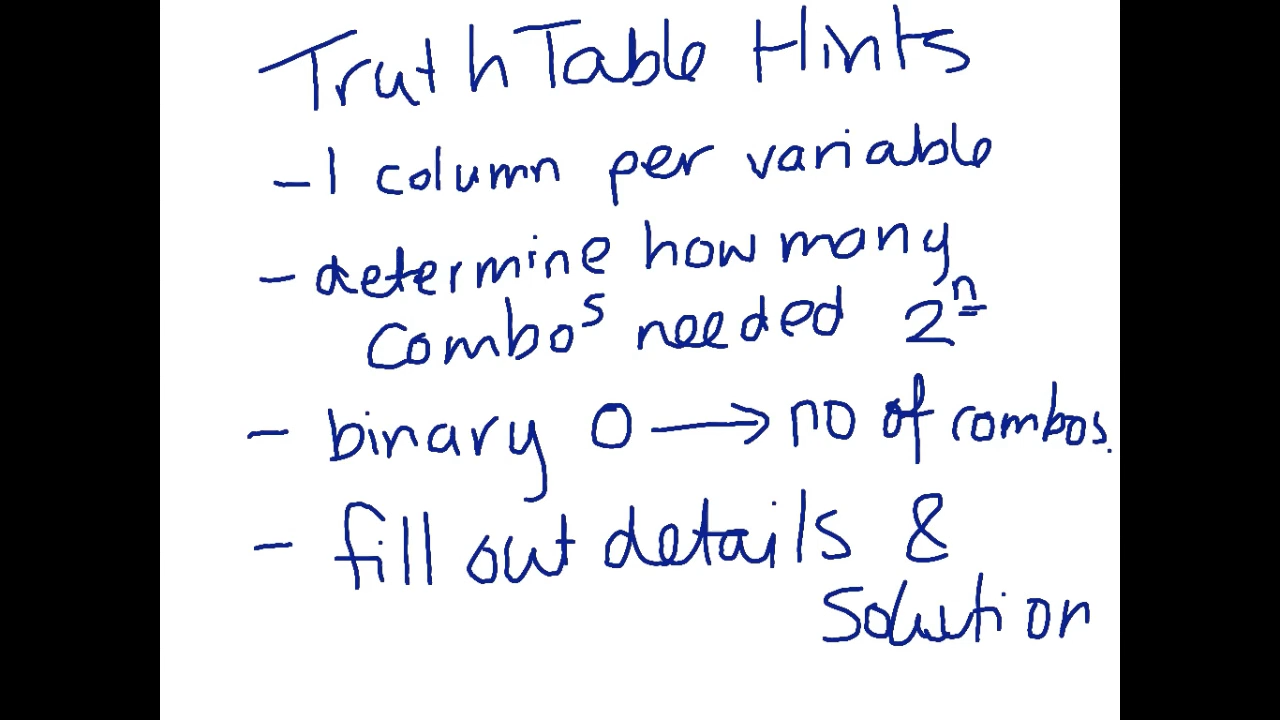 Truth Table Hints
- 1 column per variable
- determine how many
combos needed 2ⁿ
- binary 0 → no of combos.
- fill out details &
solution